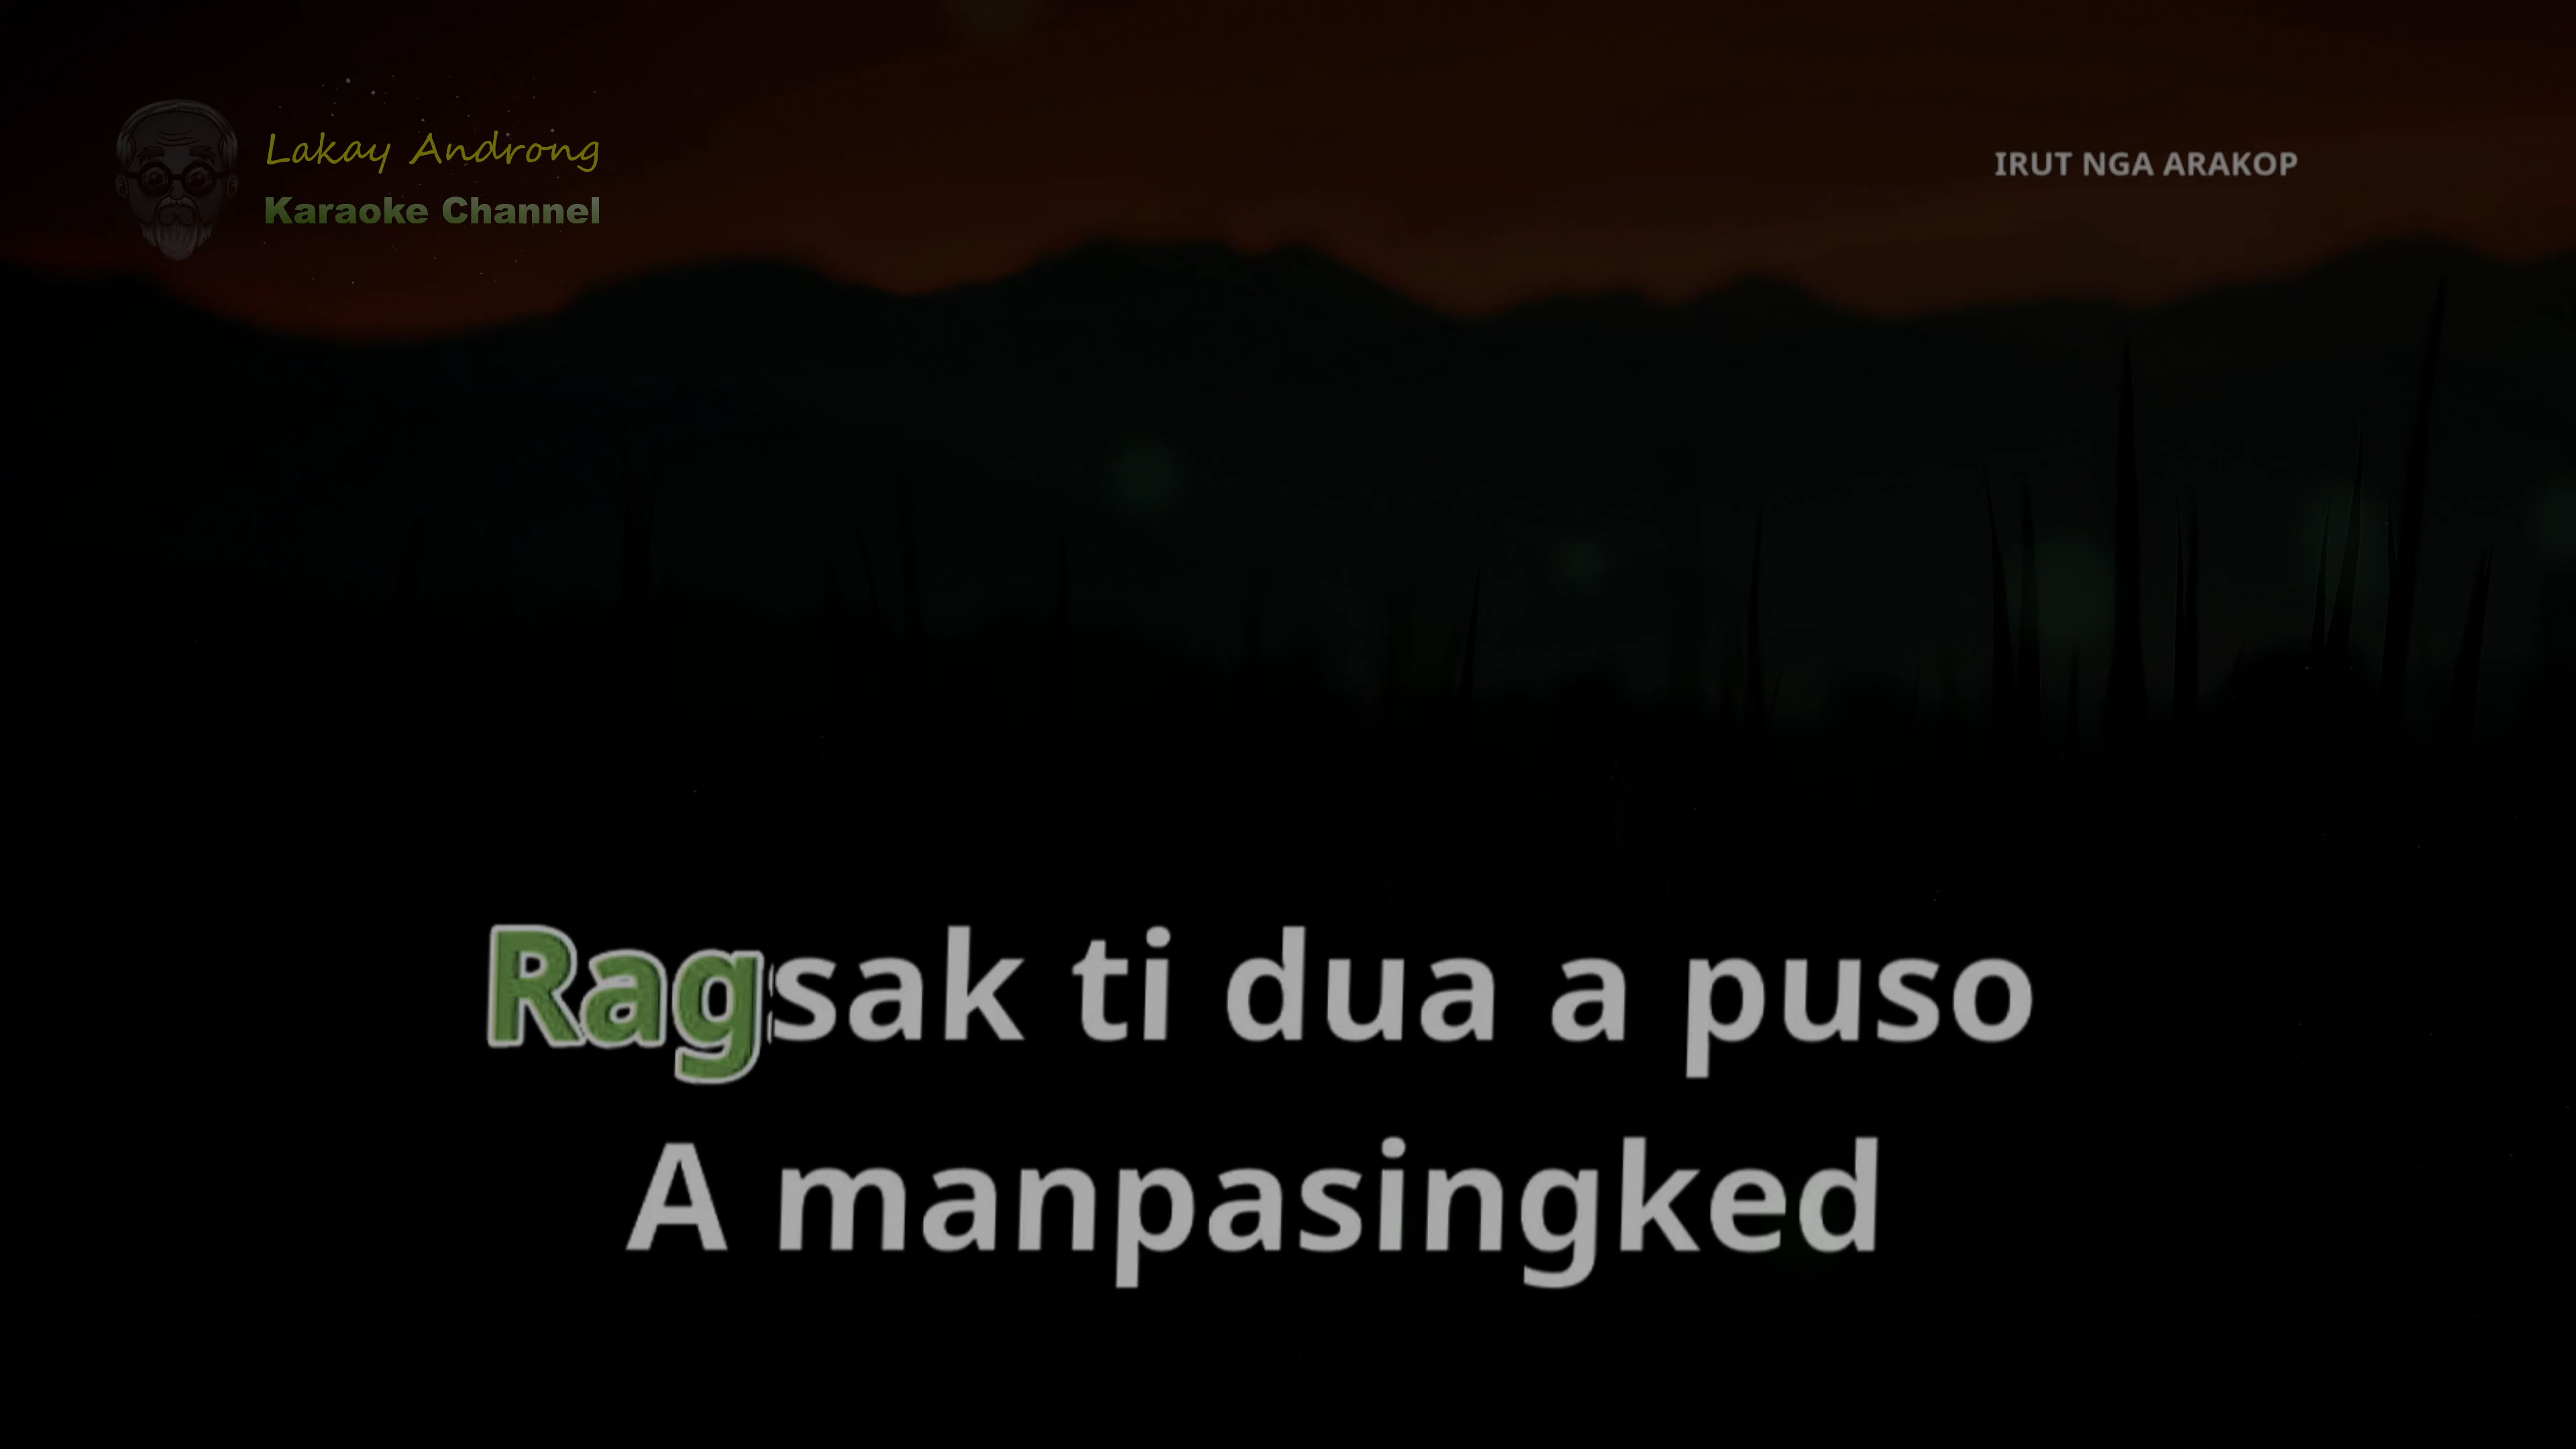 Lakay Androng
Karaoke Channel
IRUT NGA ARAKOP
Ragsak ti dua a puso
A manpasingked